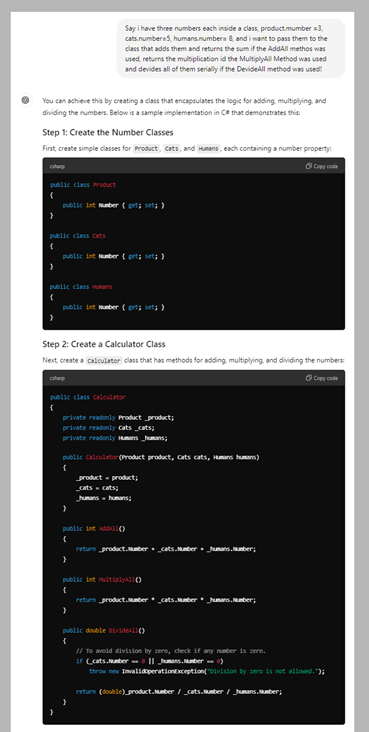 Say i have three numbers each inside a class, product.mumber =3,
cats.number=5; humans.number= 8, and i want to pass them to the
class that adds them and returns the sum if the AddAll methos was
used, returns the multiplication id the MultiplyAll Method was used
and devides all of them serially if the DevideAll method was used!
You can achieve this by creating a class that encapsulates the logic for adding, multiplying, and
dividing the numbers. Below is a sample implementation in C# that demonstrates this:
Step 1: Create the Number Classes
First, create simple classes for Product, Cats, and Humans, each containing a number property:
csharp Copy code
public class Product
{
    public int Number { get; set; }
}
public class Cats
{
    public int Number { get; set; }
}
public class Humans
{
    public int Number { get; set; }
}
Step 2: Create a Calculator Class
Next, create a Calculator class that has methods for adding, multiplying, and dividing the numbers:
csharp Copy code
public class Calculator
{
    private readonly Product _product;
    private readonly Cats _cats;
    private readonly Humans _humans;
    public Calculator(Product product, Cats cats, Humans humans)
    {
        _product = product;
        _cats = cats;
        _humans = humans;
    }
    public int AddAll()
    {
        return _product.Number + _cats.Number + _humans.Number;
    }
    public int MultiplyAll()
    {
        return _product.Number * _cats.Number * _humans.Number;
    }
    public double DivideAll()
    {
        // To avoid division by zero, check if any number is zero.
        if (_cats.Number == 0 || _humans.Number == 0)
            throw new InvalidOperationException("Division by zero is not allowed.");
        return (double)_product.Number / _cats.Number / _humans.Number;
    }
}